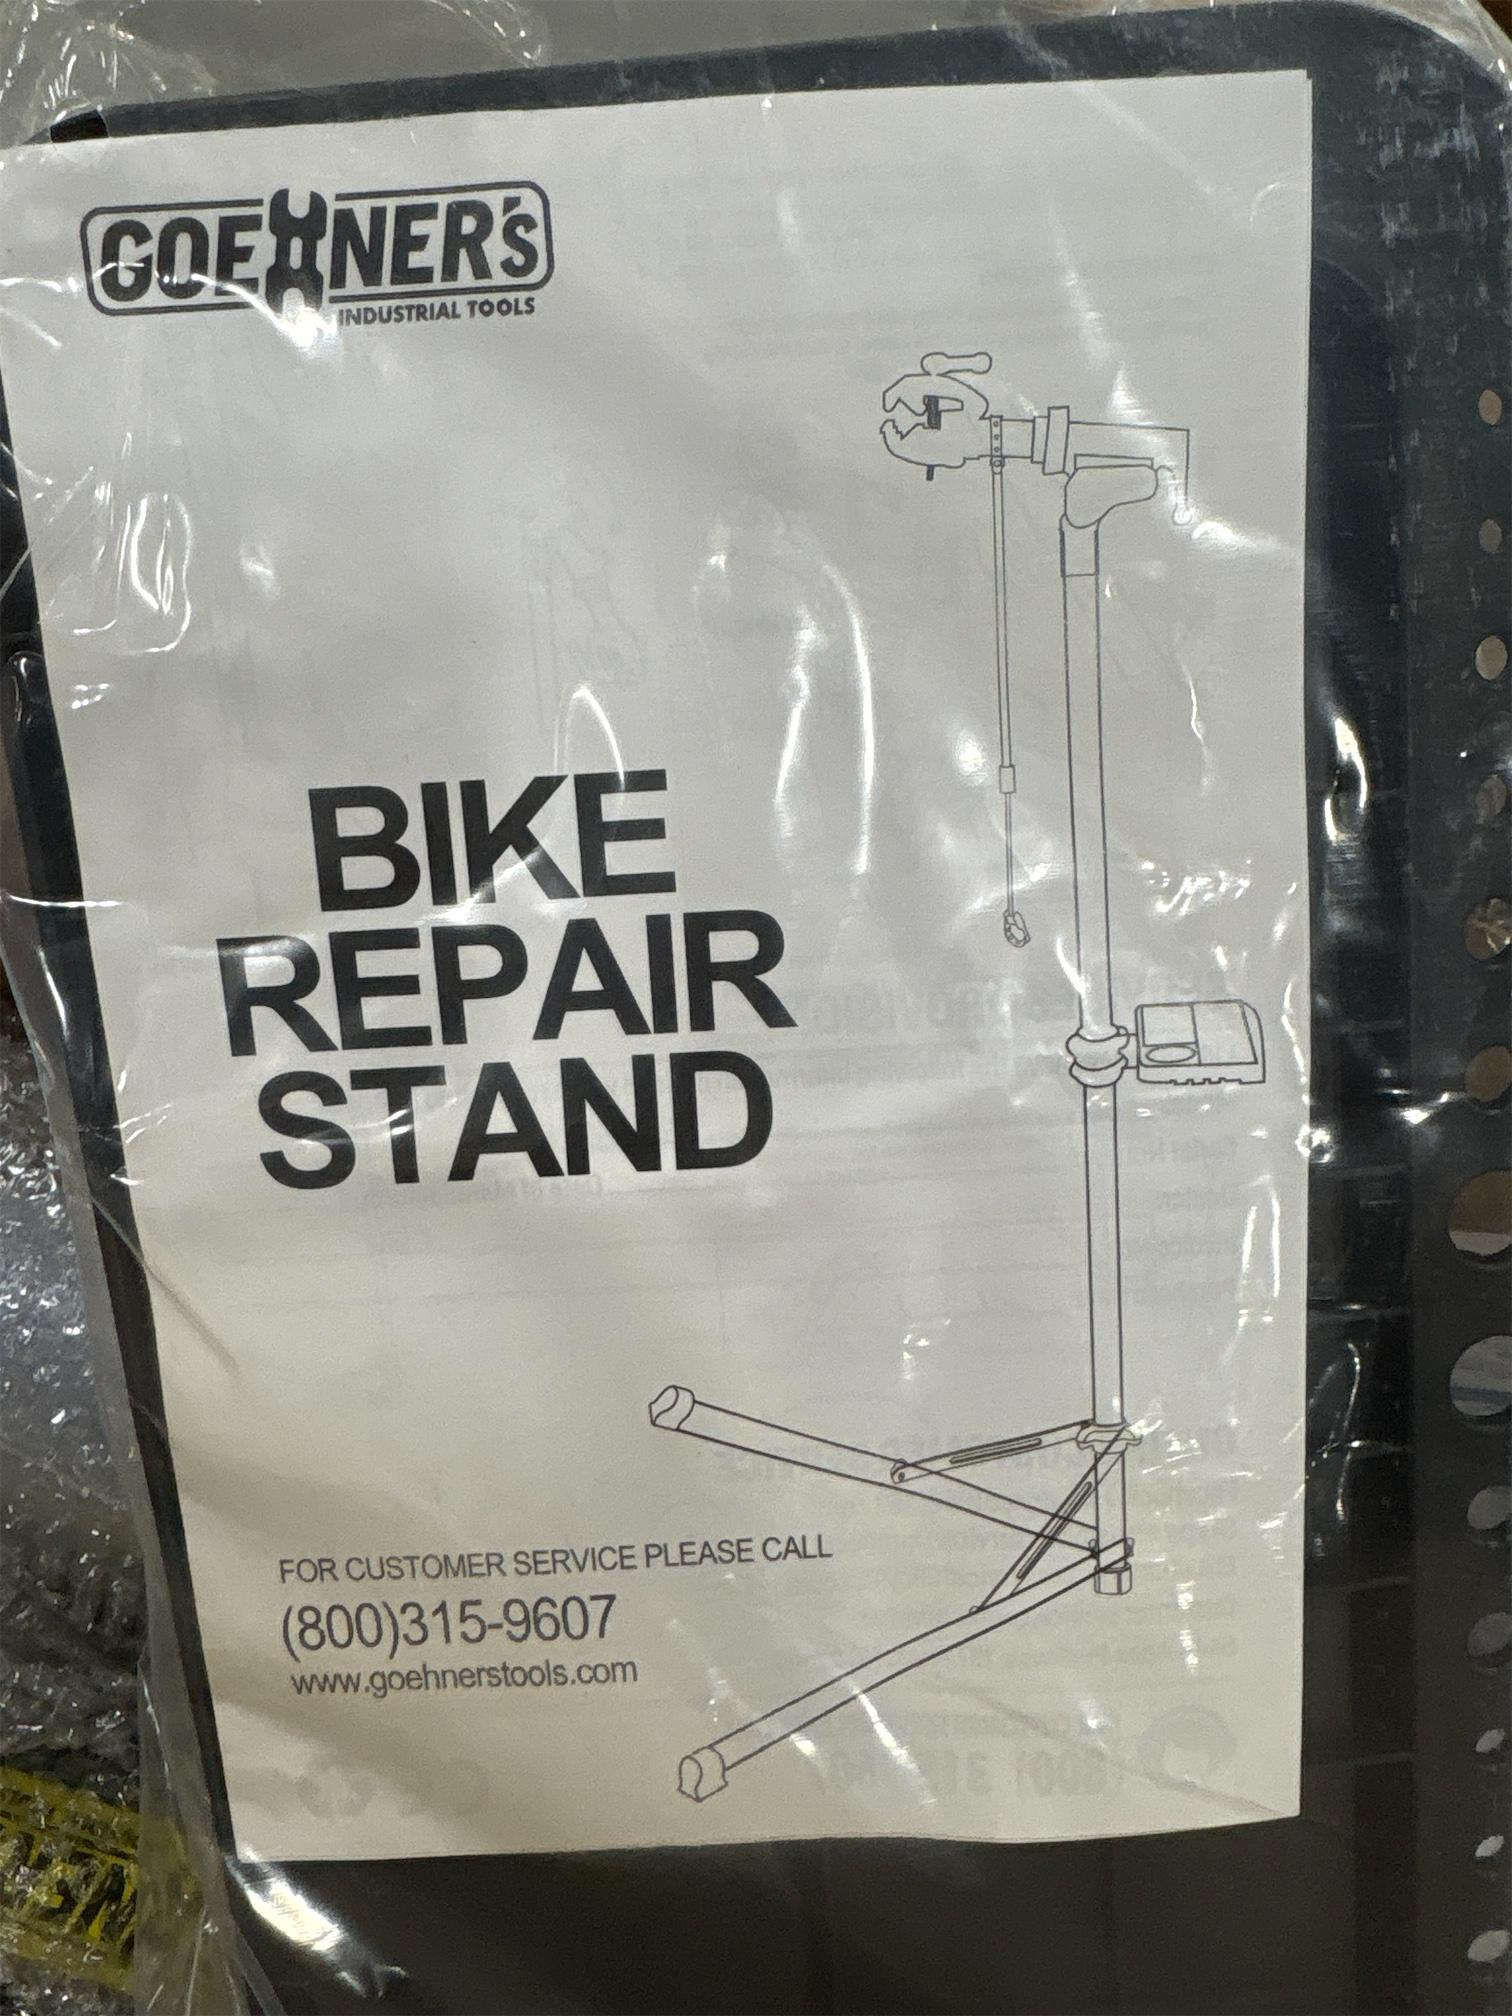 GOEHNER's
INDUSTRIAL TOOLS
BIKE
REPAIR
STAND
FOR CUSTOMER SERVICE PLEASE CALL
(800)315-9607
www.goehnerstools.com